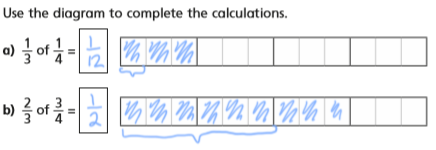 Use the diagram to complete the calculations.
a) 1/3 of 1/4 = 1/12
b) 2/3 of 3/4 = 1/2